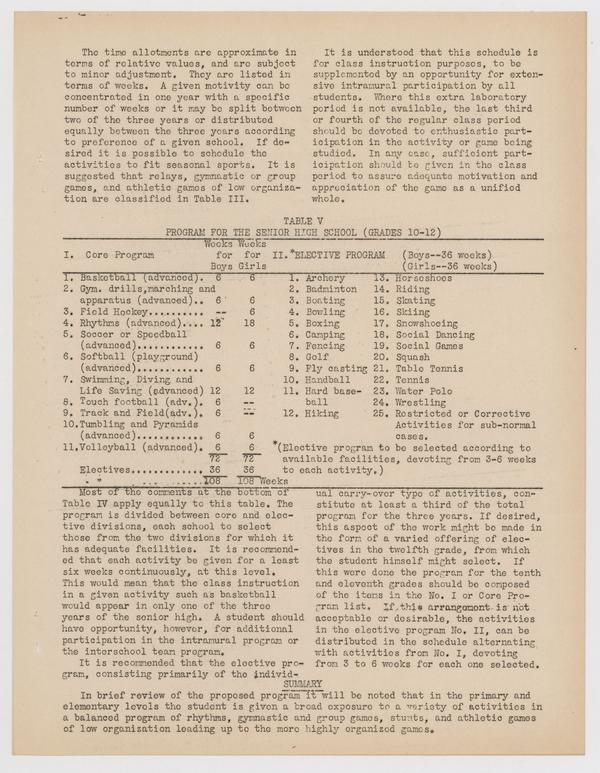 The time allotments are approximate in
terms of relative values, and are subject
to minor adjustment. They are listed in
terms of weeks. A given motivity can be
concentrated in one year with a specific
number of weeks or it may be split between
two of the three years or distributed
equally between the three years according
to preference of a given school. If de-
sired it is possible to schedule the
activities to fit seasonal sports. It is
suggested that relays, gymnastic or group
games, and athletic games of low organiza-
tion are classified in Table III.
It is understood that this schedule is
for class instruction purposes, to be
supplemented by an opportunity for exten-
sive intramural participation by all
students. Where this extra laboratory
period is not available, the last third
or fourth of the regular class period
should be devoted to enthusiastic part-
icipation in the activity or game being
studied. In any case, sufficient part-
icipation should be given in the class
period to assure adequate motivation and
appreciation of the game as a unified
whole.
TABLE V
PROGRAM FOR THE SENIOR HIGH SCHOOL (GRADES 10-12)
Weeks Weeks
I. Core Program for for
Boys Girls
1. Basketball (advanced). 6 6
2. Gym. drills,marching and
apparatus (advanced).. 6 6
3. Field Hockey.......... -- 6
4. Rhythms (advanced).... 12 18
5. Soccer or Speedball
(advanced)............ 6 6
6. Softball (playground)
(advanced)............ 6 6
7. Swimming, Diving and
Life Saving (advanced) 12 12
8. Touch football (adv.). 6 --
9. Track and Field(adv.). 6 --
10.Tumbling and Pyramids
(advanced)............ 6 6
11.Volleyball (advanced). 6 6
72 72
Electives............. 36 36
" " .......108 108 Weeks
II.*ELECTIVE PROGRAM (Boys--36 weeks)
(Girls--36 weeks)
1. Archery 13. Horseshoes
2. Badminton 14. Riding
3. Boating 15. Skating
4. Bowling 16. Skiing
5. Boxing 17. Snowshoeing
6. Camping 18. Social Dancing
7. Fencing 19. Social Games
8. Golf 20. Squash
9. Fly casting 21. Table Tennis
10. Handball 22. Tennis
11. Hard base- 23. Water Polo
ball 24. Wrestling
12. Hiking 25. Restricted or Corrective
Activities for sub-normal
cases.
*(Elective program to be selected according to
available facilities, devoting from 3-6 weeks
to each activity.)
Most of the comments at the bottom of
Table IV apply equally to this table. The
program is divided between core and elec-
tive divisions, each school to select
those from the two divisions for which it
has adequate facilities. It is recommend-
ed that each activity be given for a least
six weeks continuously, at this level.
This would mean that the class instruction
in a given activity such as basketball
would appear in only one of the three
years of the senior high. A student should
have opportunity, however, for additional
participation in the intramural program or
the interschool team program.
It is recommended that the elective pro-
gram, consisting primarily of the individ-
ual carry-over type of activities, con-
stitute at least a third of the total
program for the three years. If desired,
this aspect of the work might be made in
the form of a varied offering of elec-
tives in the twelfth grade, from which
the student himself might select. If
this were done the program for the tenth
and eleventh grades should be composed
of the items in the No. I or Core Pro-
gram list. If this arrangement is not
acceptable or desirable, the activities
in the elective program No. II, can be
distributed in the schedule alternating
with activities from No. I, devoting
from 3 to 6 weeks for each one selected.
SUMMARY
In brief review of the proposed program it will be noted that in the primary and
elementary levels the student is given a broad exposure to a variety of activities in
a balanced program of rhythms, gymnastic and group games, stunts, and athletic games
of low organization leading up to the more highly organized games.